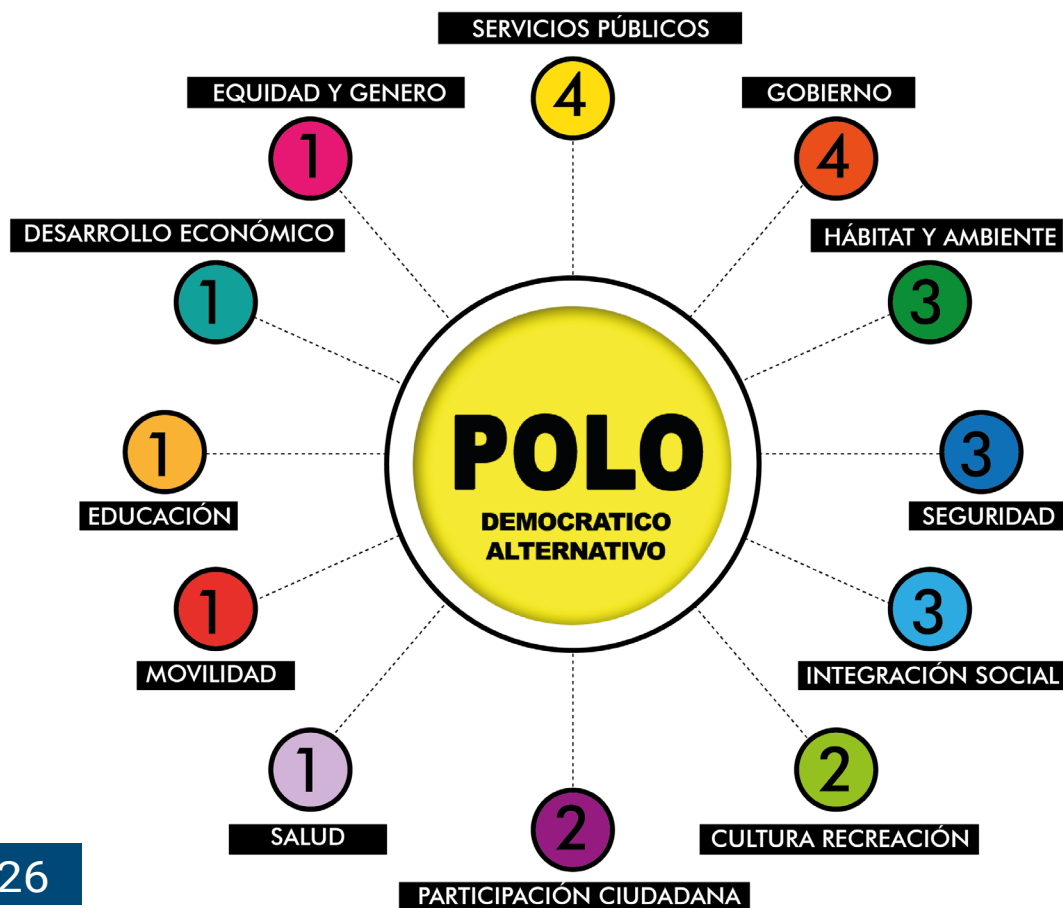 SERVICIOS PÚBLICOS
4
EQUIDAD Y GENERO
1
GOBIERNO
4
DESARROLLO ECONÓMICO
1
HÁBITAT Y AMBIENTE
3
POLO
DEMOCRATICO
ALTERNATIVO
1
EDUCACIÓN
3
SEGURIDAD
1
MOVILIDAD
3
INTEGRACIÓN SOCIAL
1
SALUD
2
CULTURA RECREACIÓN
2
PARTICIPACIÓN CIUDADANA
26